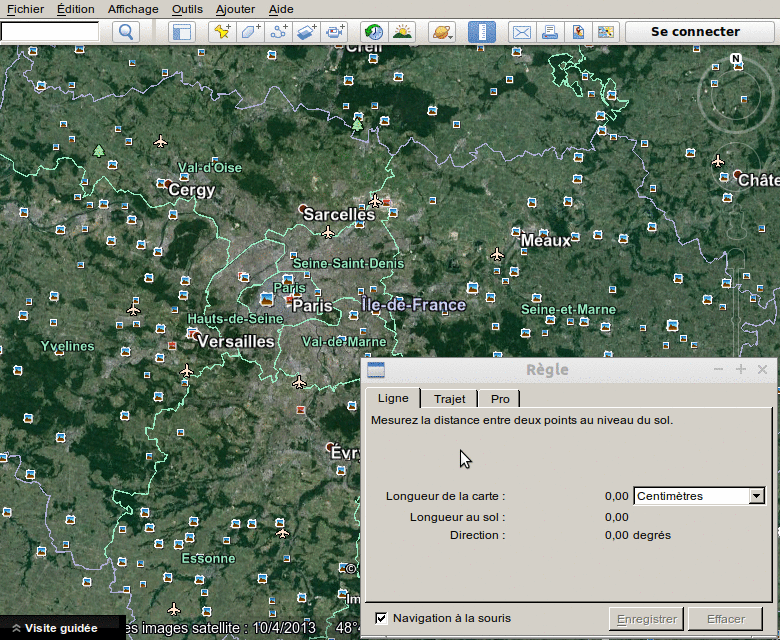 Fichier Édition Affichage Outils Ajouter Aide
Se connecter
Creil
N
Val-d'Oise
Cergy
Sarcelles
Meaux
Seine-Saint-Denis
Paris
Paris
Île-de-France
Hauts-de-Seine
Seine-et-Marne
Yvelines
Versailles
Val-de-Marne
Règle
Ligne Trajet Pro
Mesurez la distance entre deux points au niveau du sol.
Longueur de la carte : 0,00 Centimètres
Longueur au sol : 0,00
Direction : 0,00 degrés
Essonne
Navigation à la souris Enregistrer Effacer
Visite guidée
es images satellite : 10/4/2013 48°